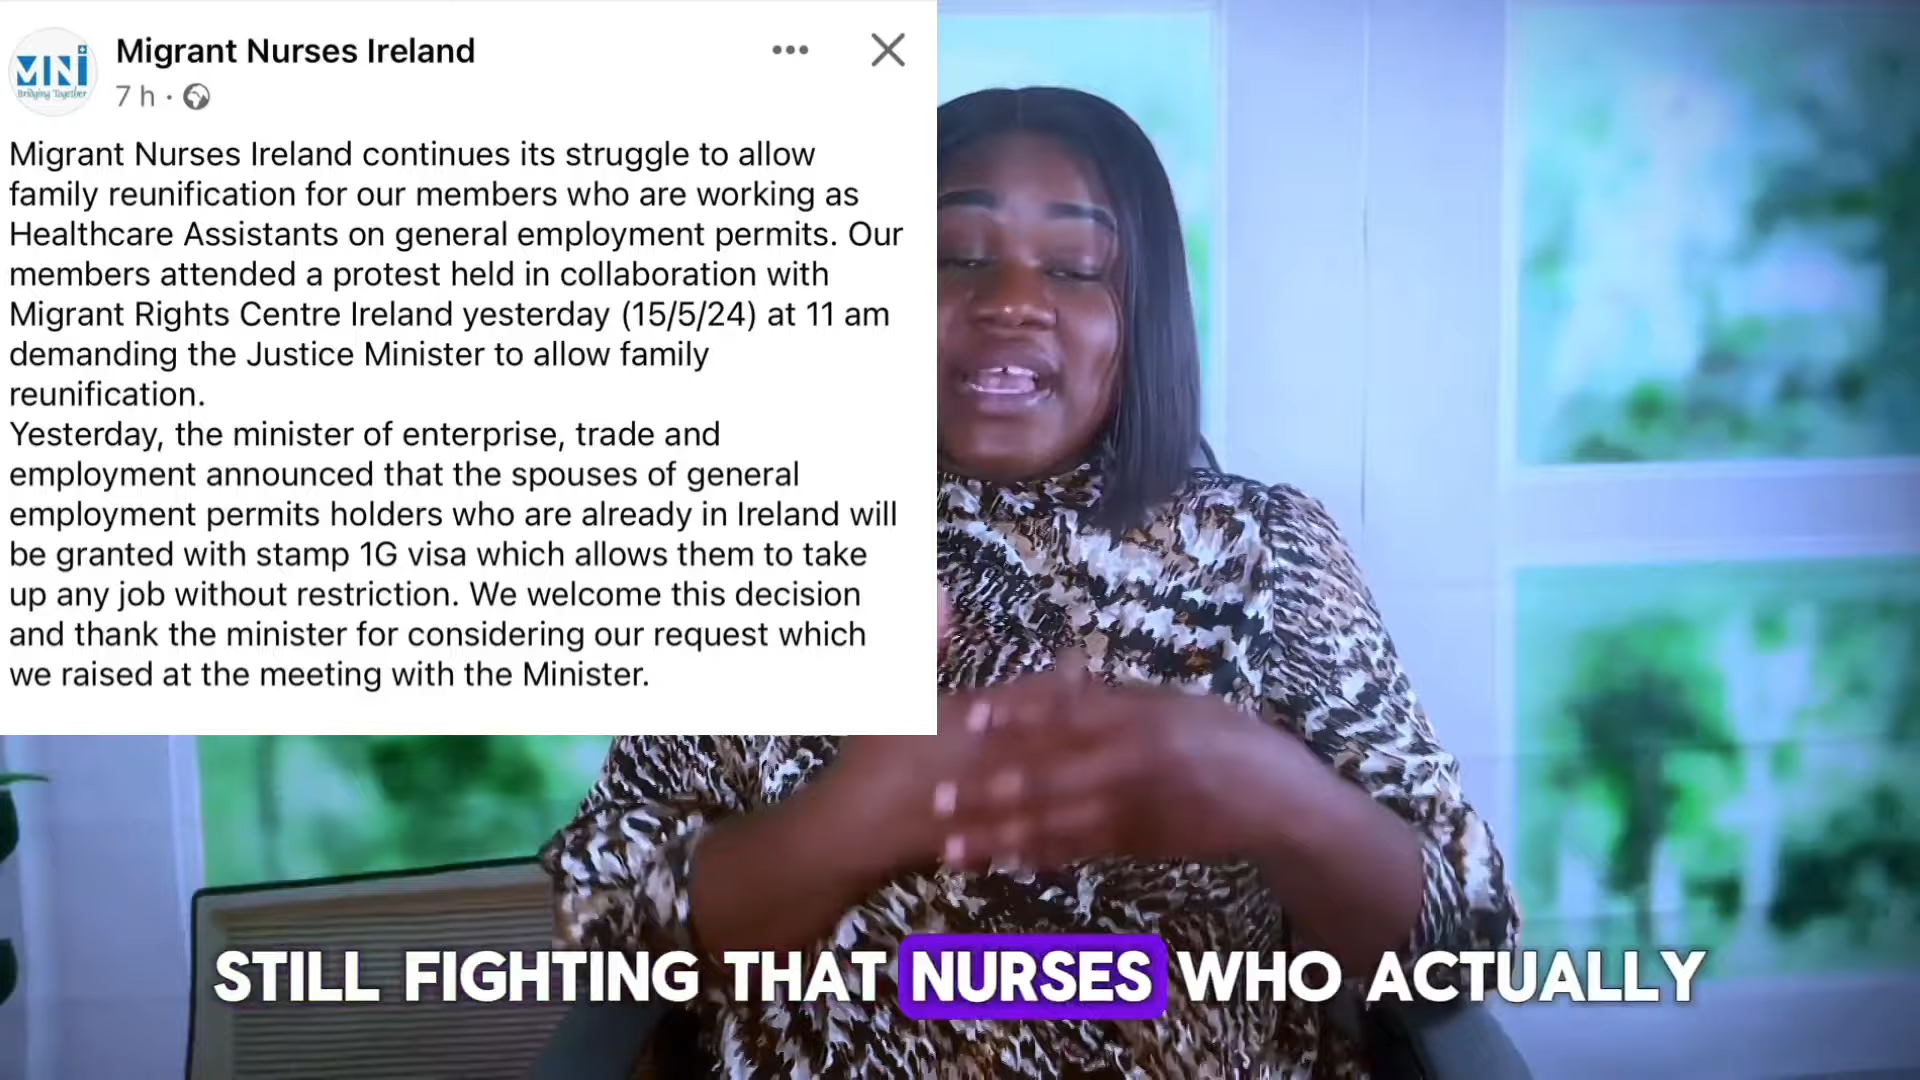 MNi
Bridging Together
Migrant Nurses Ireland
7 h ·
Migrant Nurses Ireland continues its struggle to allow
family reunification for our members who are working as
Healthcare Assistants on general employment permits. Our
members attended a protest held in collaboration with
Migrant Rights Centre Ireland yesterday (15/5/24) at 11 am
demanding the Justice Minister to allow family
reunification.
Yesterday, the minister of enterprise, trade and
employment announced that the spouses of general
employment permits holders who are already in Ireland will
be granted with stamp 1G visa which allows them to take
up any job without restriction. We welcome this decision
and thank the minister for considering our request which
we raised at the meeting with the Minister.
STILL FIGHTING THAT NURSES WHO ACTUALLY